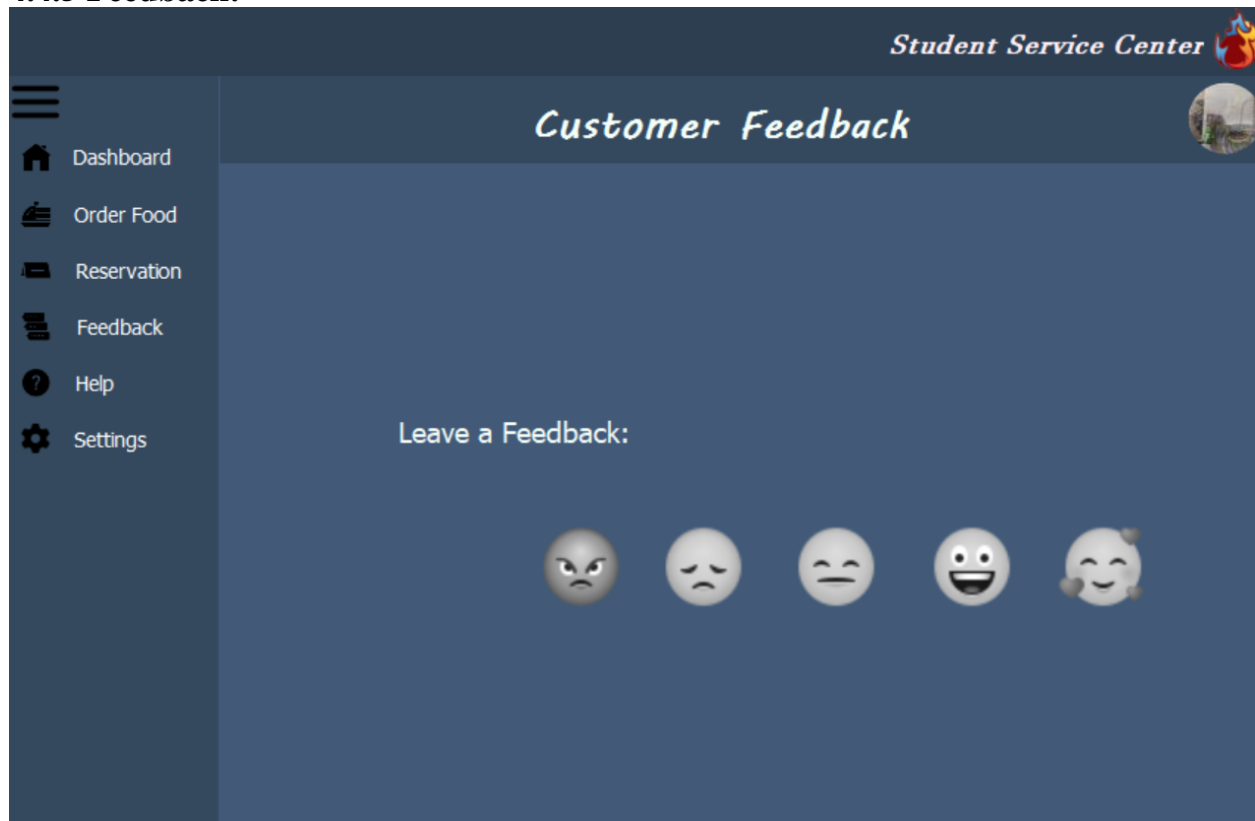 Student Service Center
Customer Feedback
Dashboard
Order Food
Reservation
Feedback
Help
Settings
Leave a Feedback: